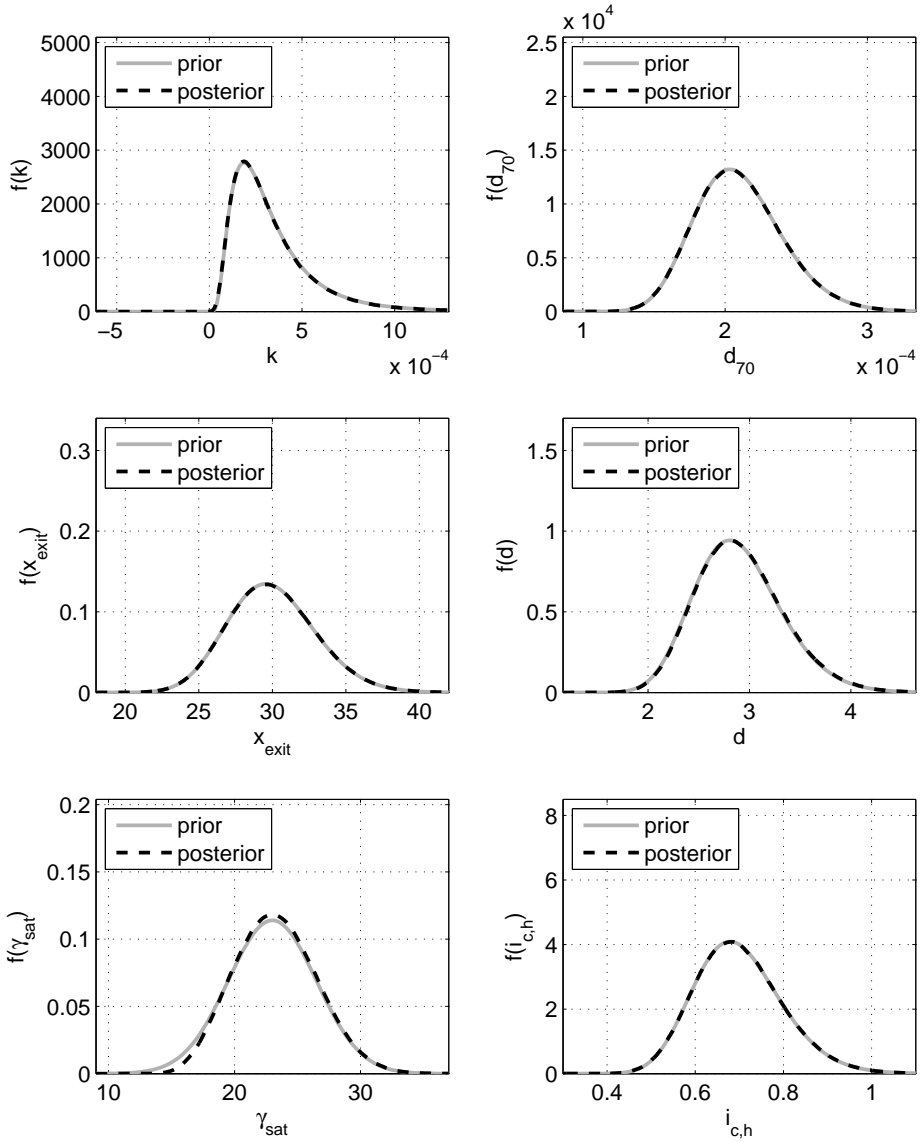 x 10⁴
5000
4000
3000
2000
1000
0
f(k)
prior
posterior
−5
0
5
10
k
x 10⁻⁴
2.5
2
1.5
1
0.5
0
f(d₇₀)
prior
posterior
1
2
3
d₇₀
x 10⁻⁴
0.3
0.2
0.1
0
f(x_exit)
prior
posterior
20
25
30
35
40
x_exit
1.5
1
0.5
0
f(d)
prior
posterior
2
3
4
d
0.2
0.15
0.1
0.05
0
f(γ_sat)
prior
posterior
10
20
30
γ_sat
8
6
4
2
0
f(i_c,h)
prior
posterior
0.4
0.6
0.8
1
i_c,h